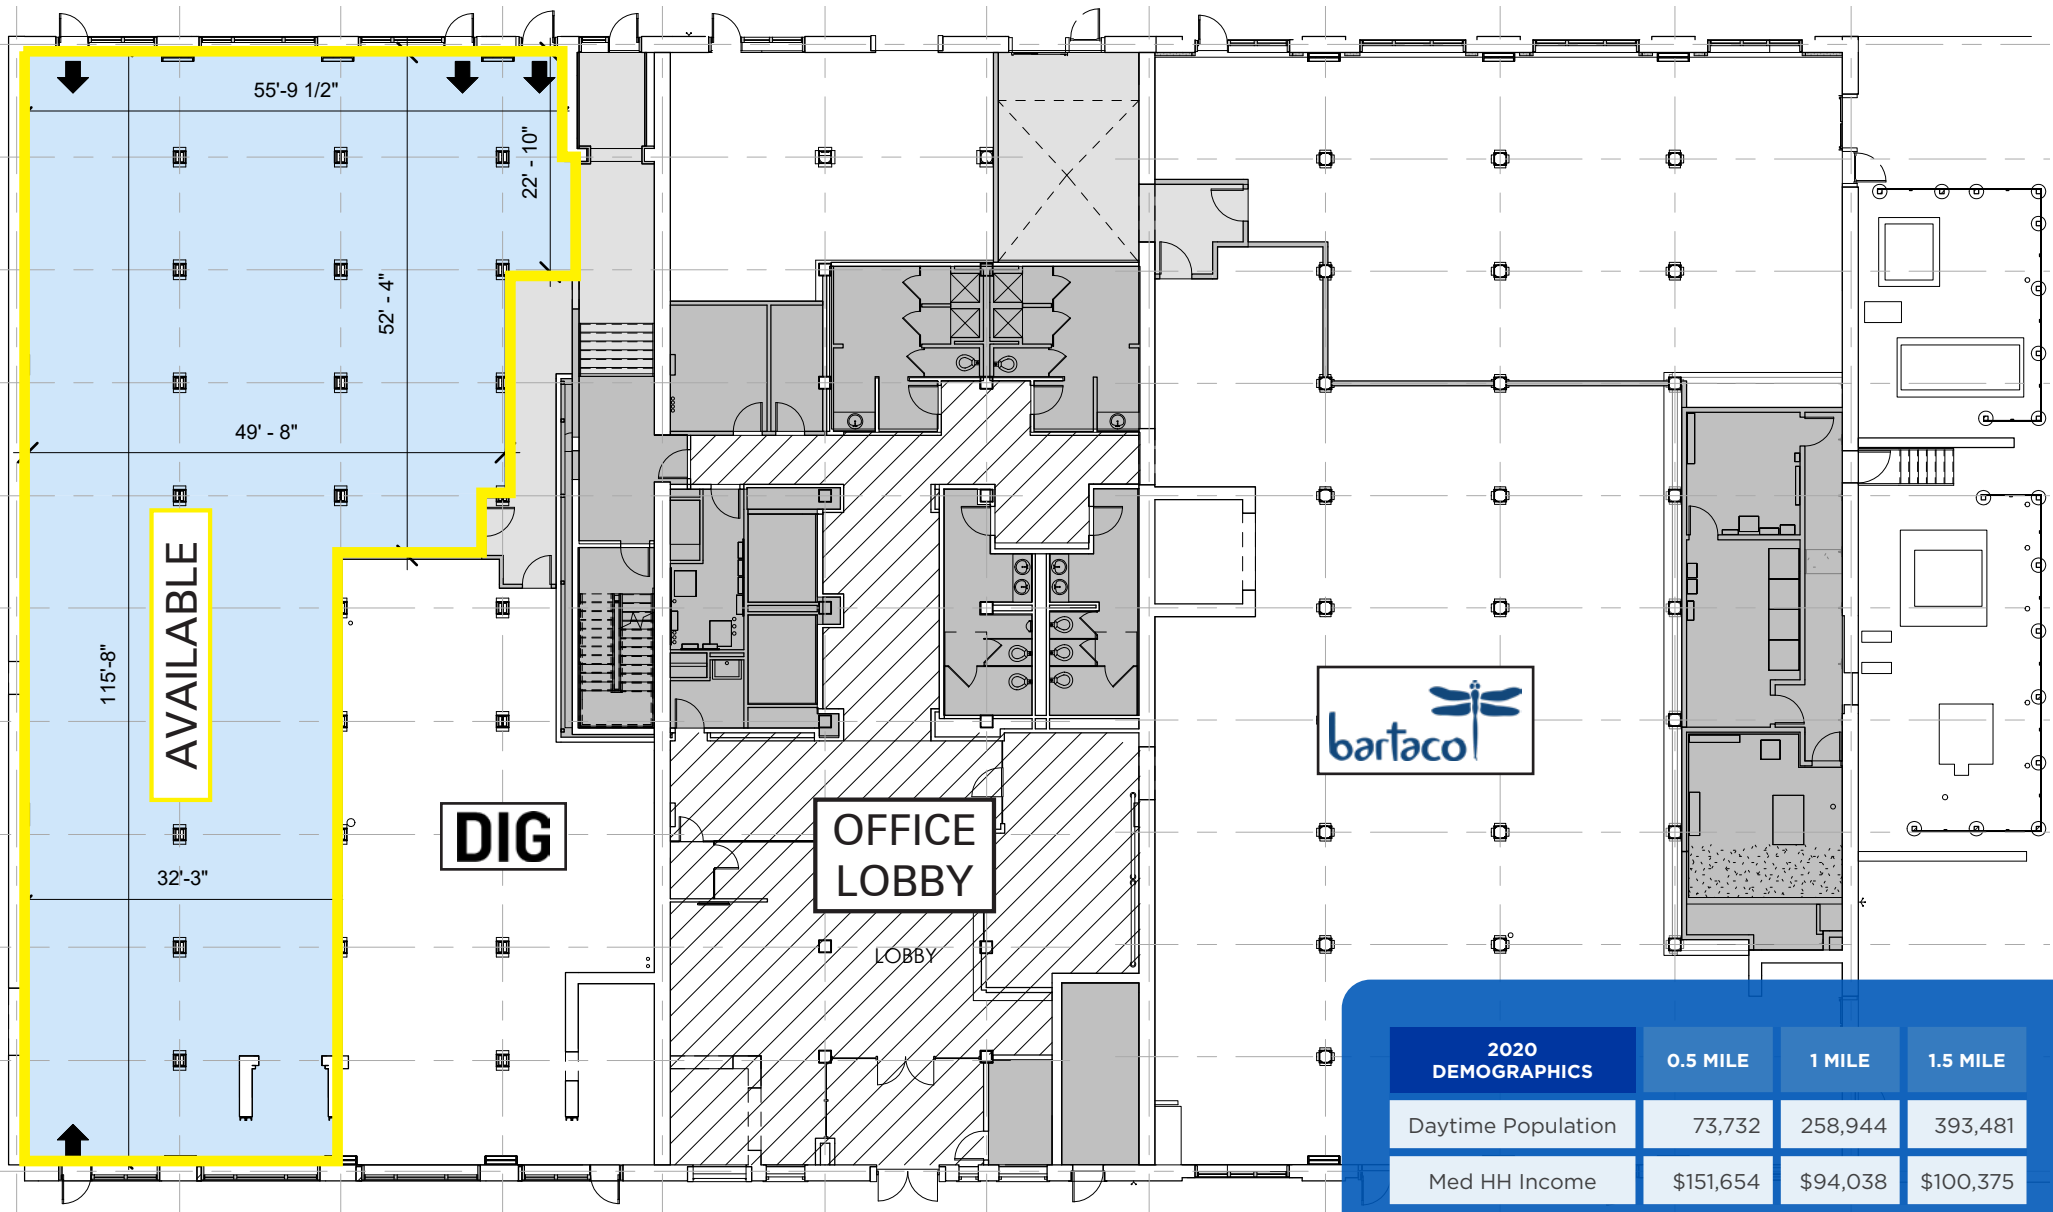 55'-9 1/2"
22' - 10"
52' - 4"
49' - 8"
AVAILABLE
115'-8"
32'-3"
DIG
OFFICE
LOBBY
LOBBY
bartaco
2020
DEMOGRAPHICS
0.5 MILE
1 MILE
1.5 MILE
Daytime Population
73,732
258,944
393,481
Med HH Income
$151,654
$94,038
$100,375